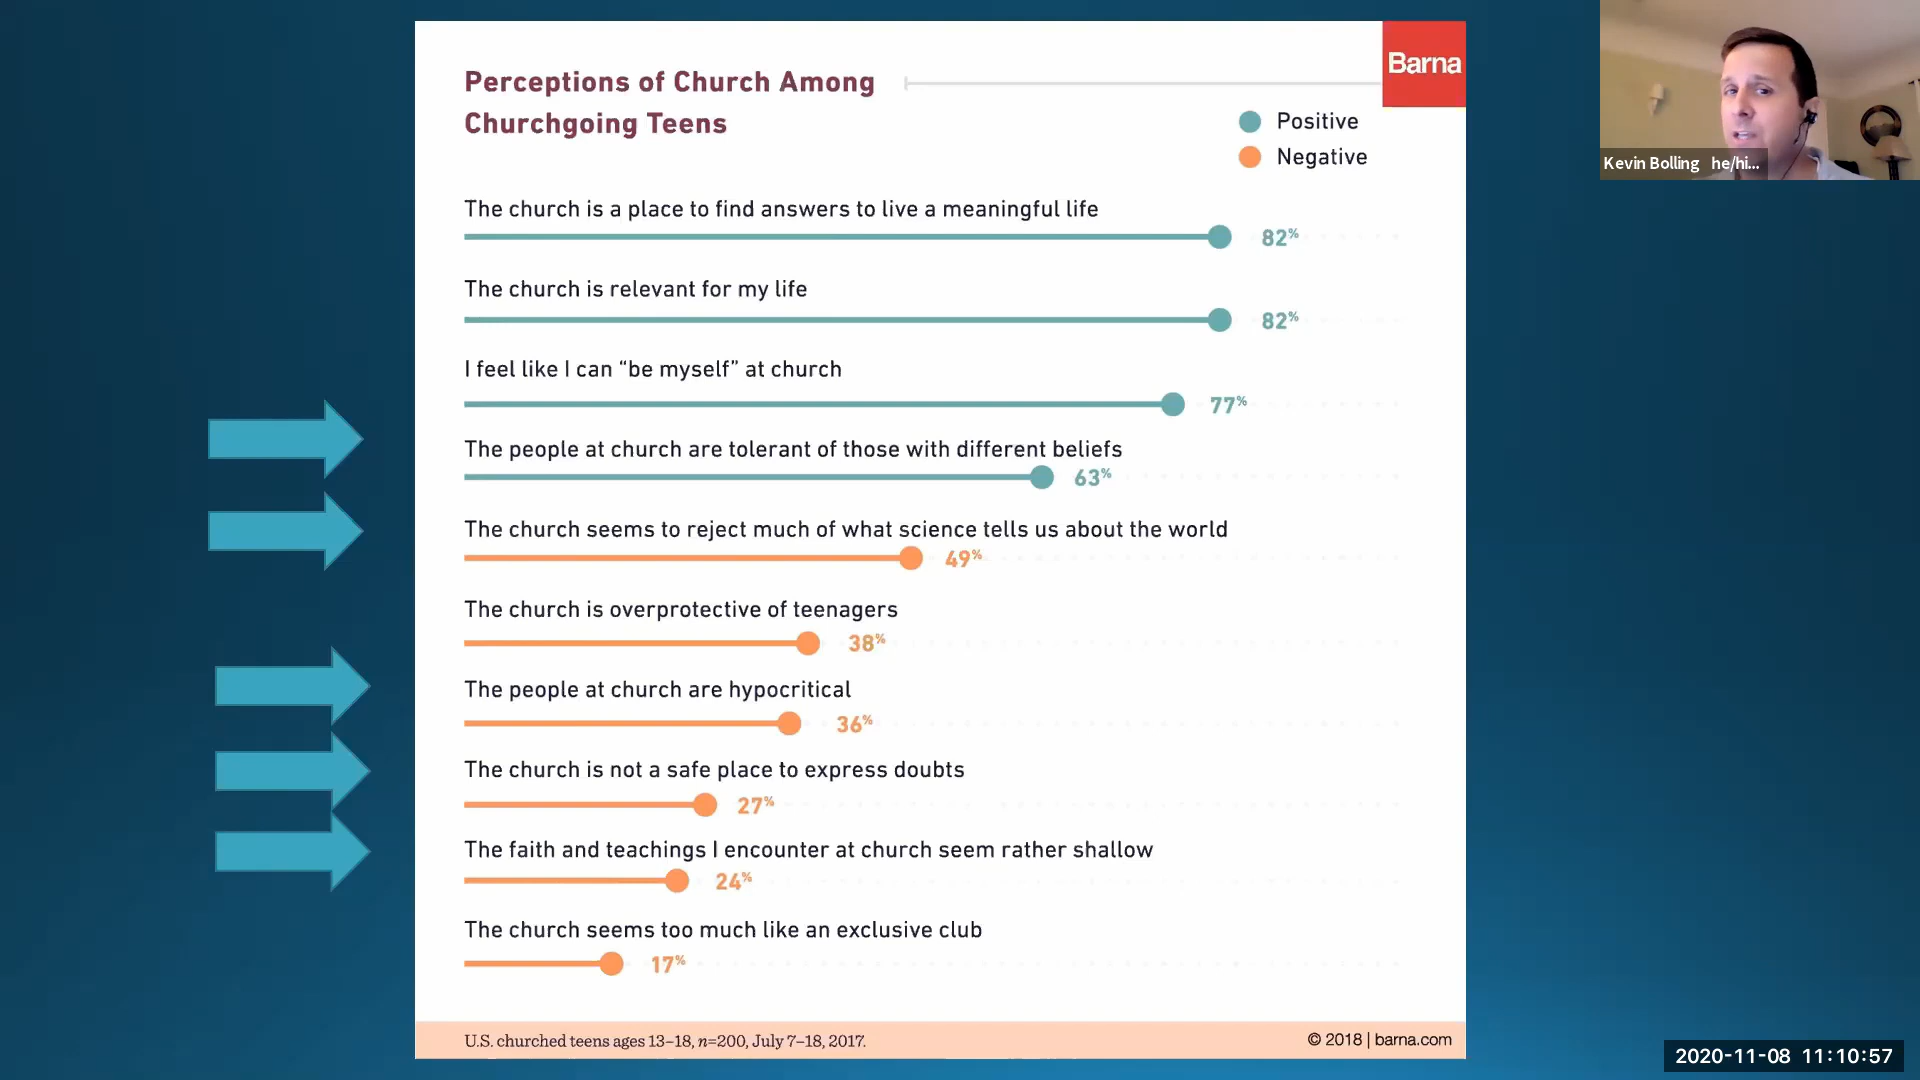 Perceptions of Church Among
Churchgoing Teens
Barna
Positive
Negative
Kevin Bolling he/hi...
The church is a place to find answers to live a meaningful life
82%
The church is relevant for my life
82%
I feel like I can “be myself” at church
77%
The people at church are tolerant of those with different beliefs
63%
The church seems to reject much of what science tells us about the world
49%
The church is overprotective of teenagers
38%
The people at church are hypocritical
36%
The church is not a safe place to express doubts
27%
The faith and teachings I encounter at church seem rather shallow
24%
The church seems too much like an exclusive club
17%
U.S. churched teens ages 13–18, n=200, July 7–18, 2017.
© 2018 | barna.com
2020-11-08 11:10:57